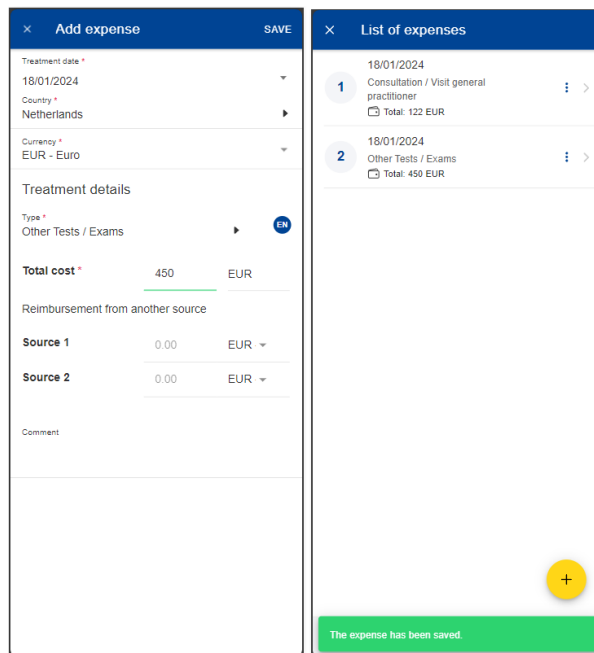 × Add expense SAVE
Treatment date *
18/01/2024
Country *
Netherlands
Currency *
EUR - Euro
Treatment details
Type *
Other Tests / Exams
EN
Total cost * 450 EUR
Reimbursement from another source
Source 1 0.00 EUR
Source 2 0.00 EUR
Comment
× List of expenses
18/01/2024
1 Consultation / Visit general
practitioner
Total: 122 EUR
18/01/2024
2 Other Tests / Exams
Total: 450 EUR
+
The expense has been saved.